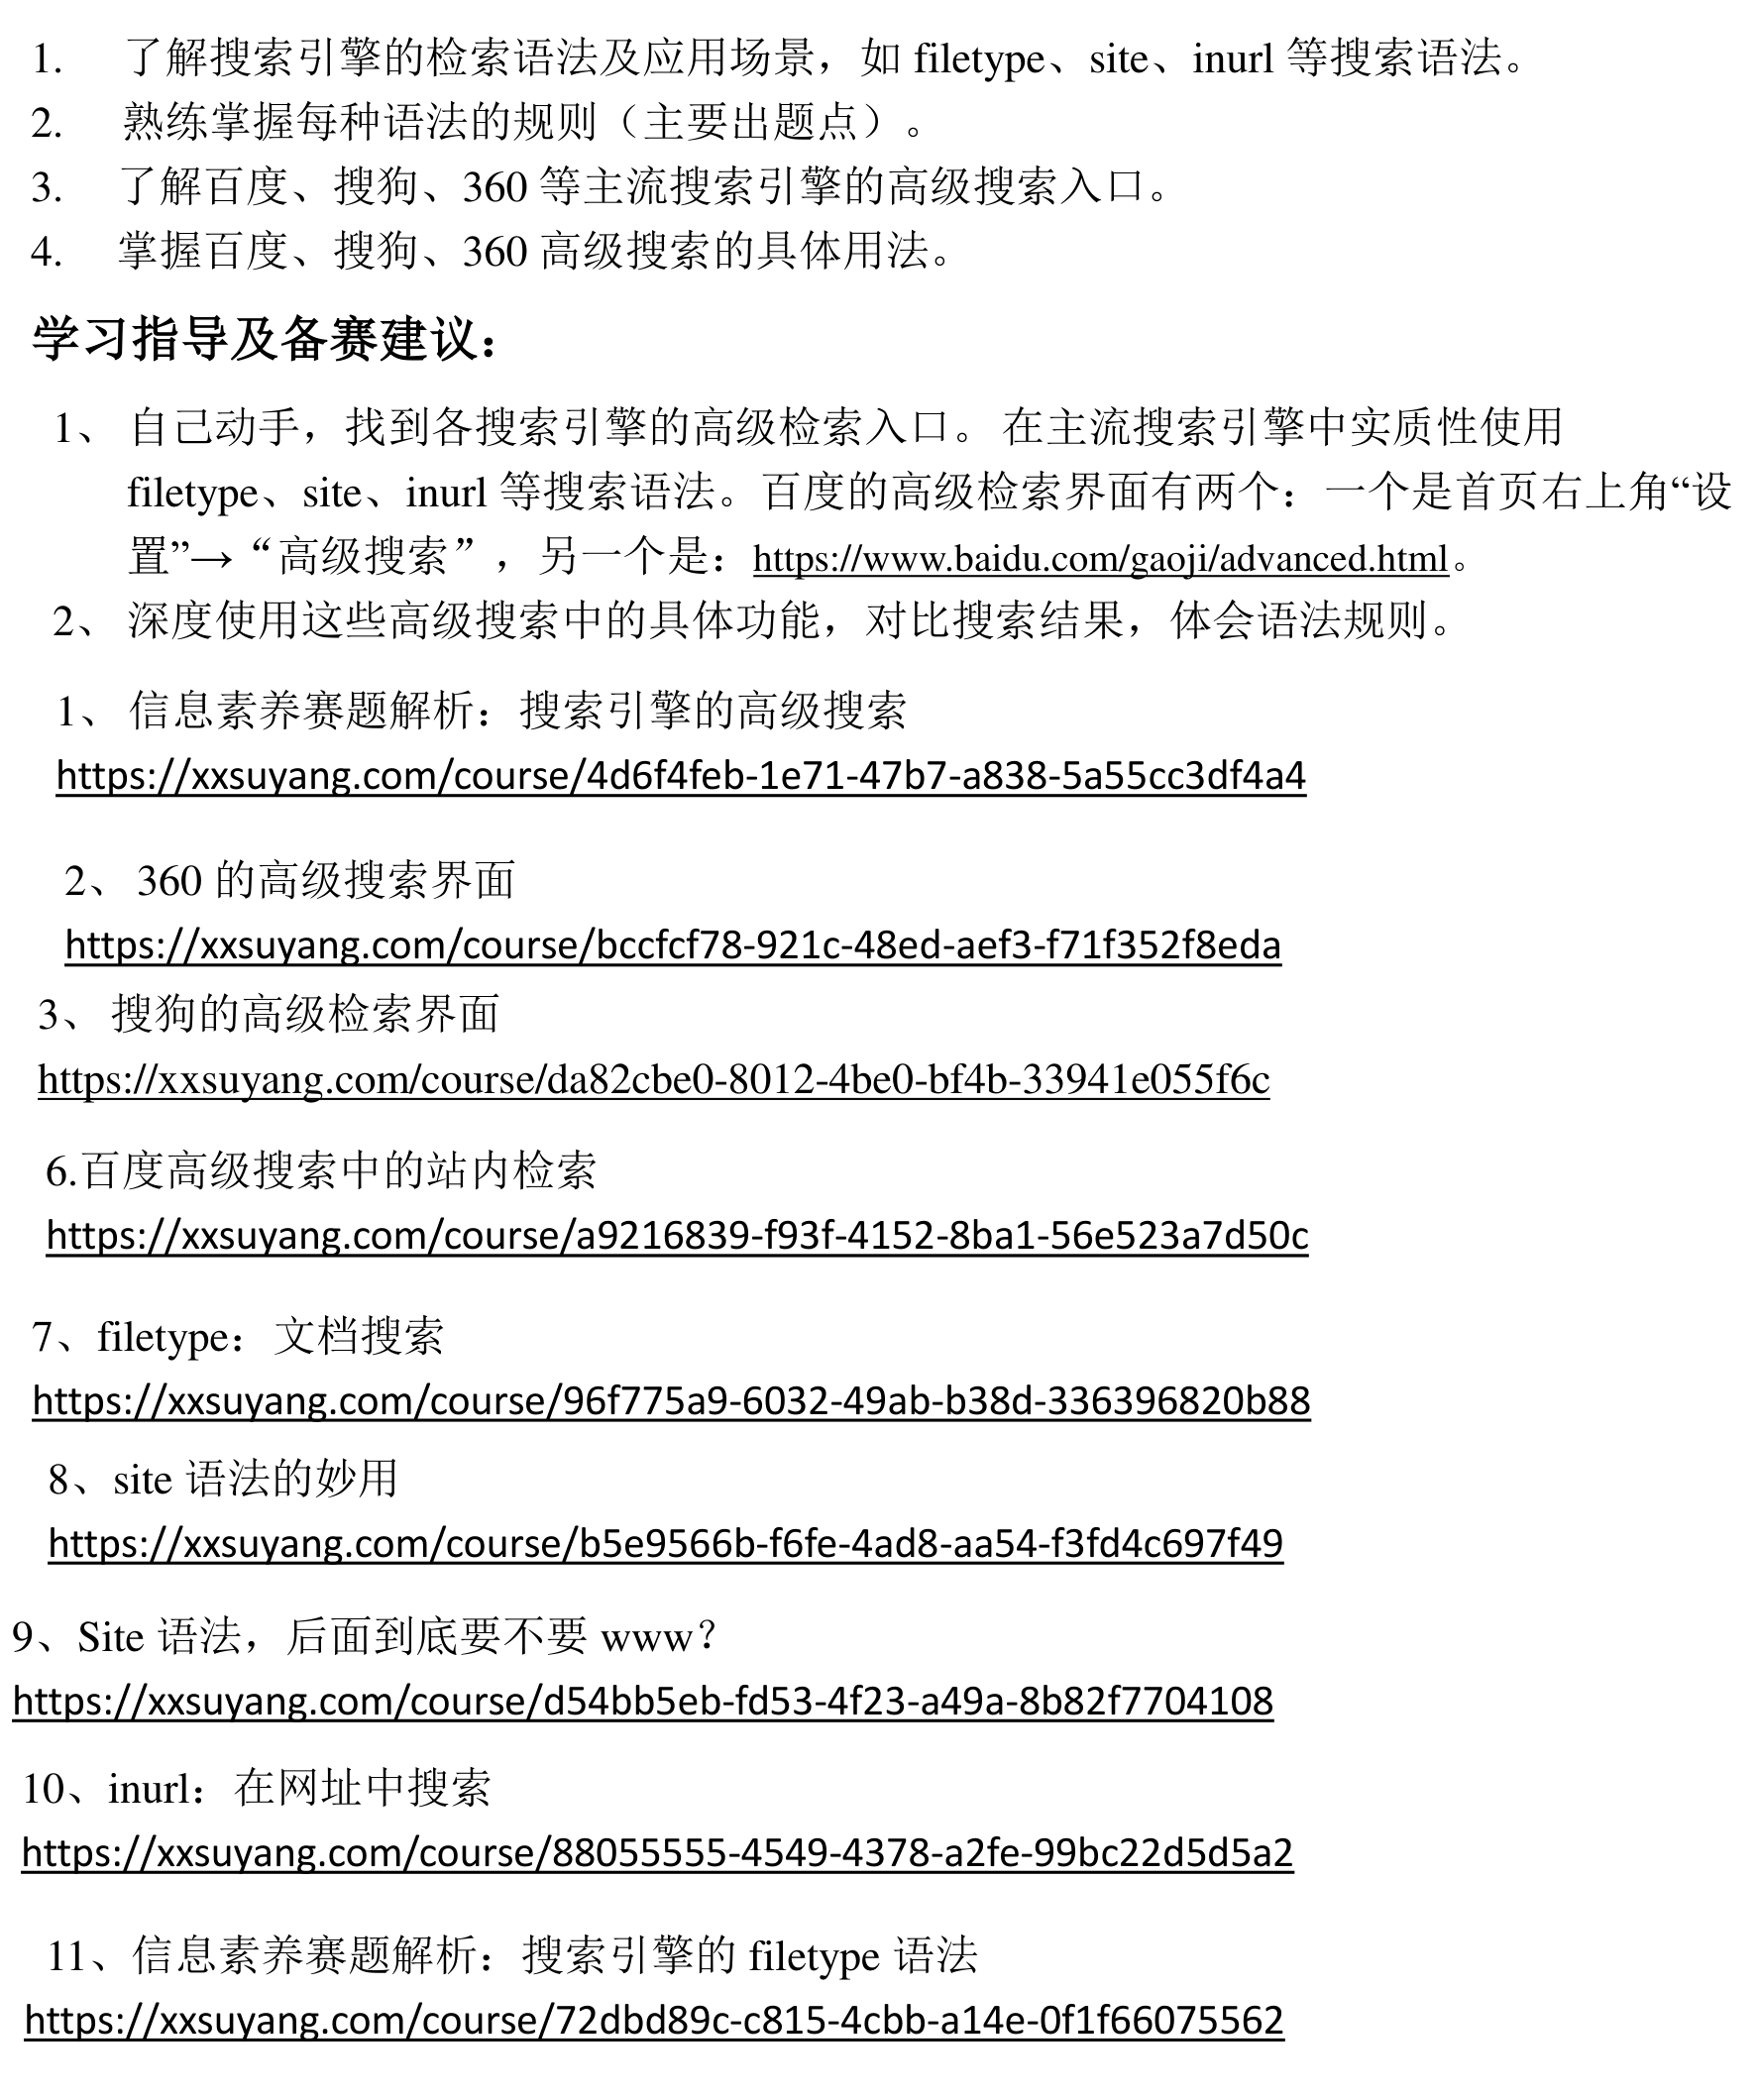 1. 了解搜索引擎的检索语法及应用场景，如 filetype、site、inurl 等搜索语法。
2. 熟练掌握每种语法的规则（主要出题点）。
3. 了解百度、搜狗、360 等主流搜索引擎的高级搜索入口。
4. 掌握百度、搜狗、360 高级搜索的具体用法。
学习指导及备赛建议：
1、 自己动手，找到各搜索引擎的高级检索入口。在主流搜索引擎中实质性使用
filetype、site、inurl 等搜索语法。百度的高级检索界面有两个：一个是首页右上角“设
置”→“高级搜索”，另一个是：https://www.baidu.com/gaoji/advanced.html。
2、 深度使用这些高级搜索中的具体功能，对比搜索结果，体会语法规则。
1、 信息素养赛题解析：搜索引擎的高级搜索
https://xxsuyang.com/course/4d6f4feb-1e71-47b7-a838-5a55cc3df4a4
2、 360 的高级搜索界面
https://xxsuyang.com/course/bccfcf78-921c-48ed-aef3-f71f352f8eda
3、 搜狗的高级检索界面
https://xxsuyang.com/course/da82cbe0-8012-4be0-bf4b-33941e055f6c
6.百度高级搜索中的站内检索
https://xxsuyang.com/course/a9216839-f93f-4152-8ba1-56e523a7d50c
7、filetype：文档搜索
https://xxsuyang.com/course/96f775a9-6032-49ab-b38d-336396820b88
8、site 语法的妙用
https://xxsuyang.com/course/b5e9566b-f6fe-4ad8-aa54-f3fd4c697f49
9、Site 语法，后面到底要不要 www？
https://xxsuyang.com/course/d54bb5eb-fd53-4f23-a49a-8b82f7704108
10、inurl：在网址中搜索
https://xxsuyang.com/course/88055555-4549-4378-a2fe-99bc22d5d5a2
11、信息素养赛题解析：搜索引擎的 filetype 语法
https://xxsuyang.com/course/72dbd89c-c815-4cbb-a14e-0f1f66075562